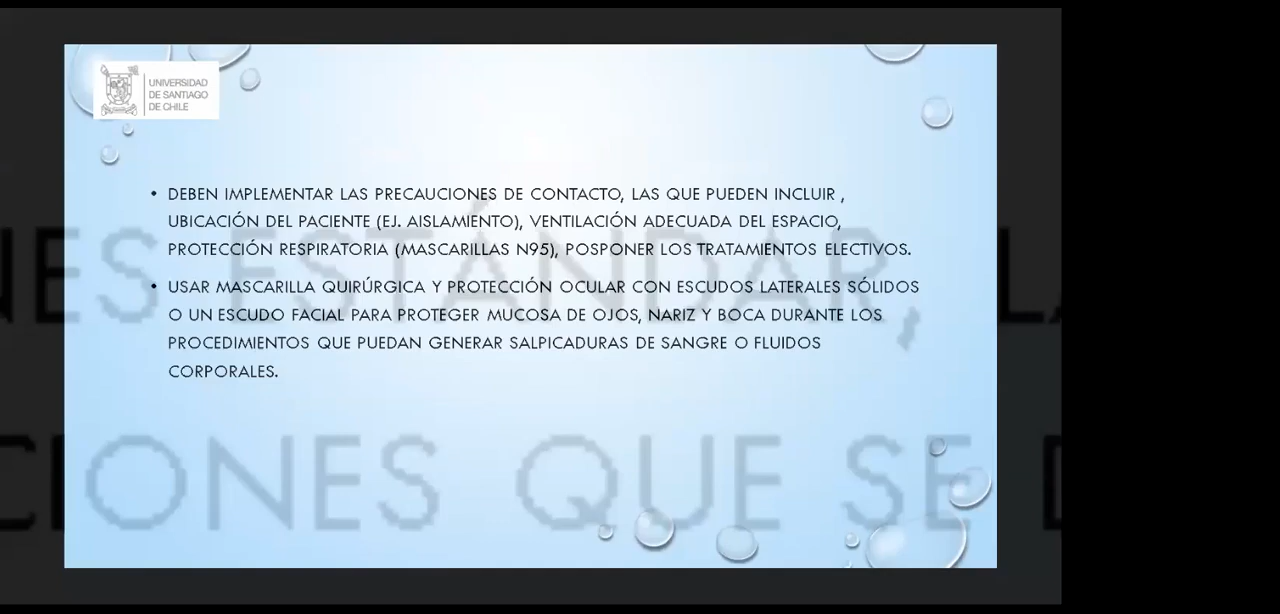 UNIVERSIDAD
DE SANTIAGO
DE CHILE
• DEBEN IMPLEMENTAR LAS PRECAUCIONES DE CONTACTO, LAS QUE PUEDEN INCLUIR ,
UBICACIÓN DEL PACIENTE (EJ. AISLAMIENTO), VENTILACIÓN ADECUADA DEL ESPACIO,
PROTECCIÓN RESPIRATORIA (MASCARILLAS N95), POSPONER LOS TRATAMIENTOS ELECTIVOS.
• USAR MASCARILLA QUIRÚRGICA Y PROTECCIÓN OCULAR CON ESCUDOS LATERALES SÓLIDOS
O UN ESCUDO FACIAL PARA PROTEGER MUCOSA DE OJOS, NARIZ Y BOCA DURANTE LOS
PROCEDIMIENTOS QUE PUEDAN GENERAR SALPICADURAS DE SANGRE O FLUIDOS
CORPORALES.
NES ESTÁNDAR, L
CIONES QUE SE D